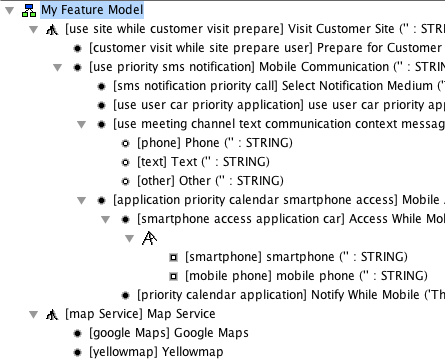 My Feature Model
[use site while customer visit prepare] Visit Customer Site ('' : STRI
[customer visit while site prepare user] Prepare for Customer
[use priority sms notification] Mobile Communication ('' : STRIN
[sms notification priority call] Select Notification Medium ('
[use user car priority application] use user car priority app
[use meeting channel text communication context messag
[phone] Phone ('' : STRING)
[text] Text ('' : STRING)
[other] Other ('' : STRING)
[application priority calendar smartphone access] Mobile
[smartphone access application car] Access While Mo
[smartphone] smartphone ('' : STRING)
[mobile phone] mobile phone ('' : STRING)
[priority calendar application] Notify While Mobile ('Th
[map Service] Map Service
[google Maps] Google Maps
[yellowmap] Yellowmap